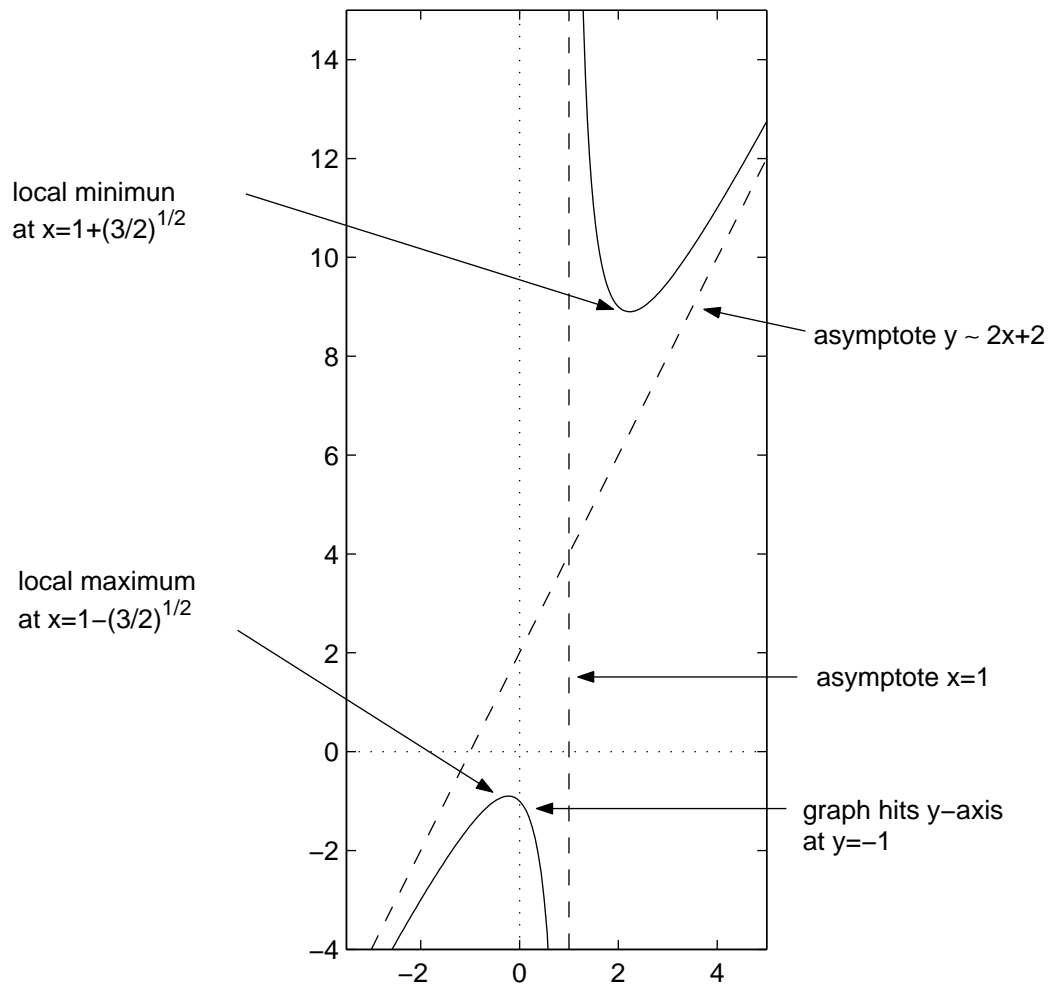 14
12
local minimun
at x=1+(3/2)^1/2
10
asymptote y ~ 2x+2
8
6
4
local maximum
at x=1−(3/2)^1/2
2
asymptote x=1
0
graph hits y−axis
at y=−1
−2
−4
−2 0 2 4